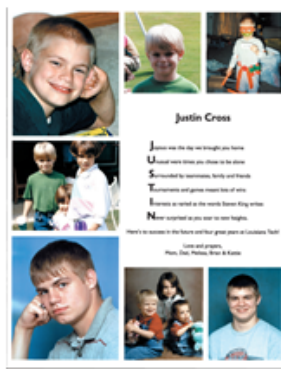 Justin Cross
Joyous was the day we brought you home
Unusual were times you chose to be alone
Surrounded by teammates, family and friends
Tournaments and games meant lots of wins
Interests as varied as the words Steven King writes
Never surprised as you soar to new heights.
Here's to success in the future and four great years at Louisiana Tech!
Love and prayers,
Mom, Dad, Melissa, Bran & Kattie